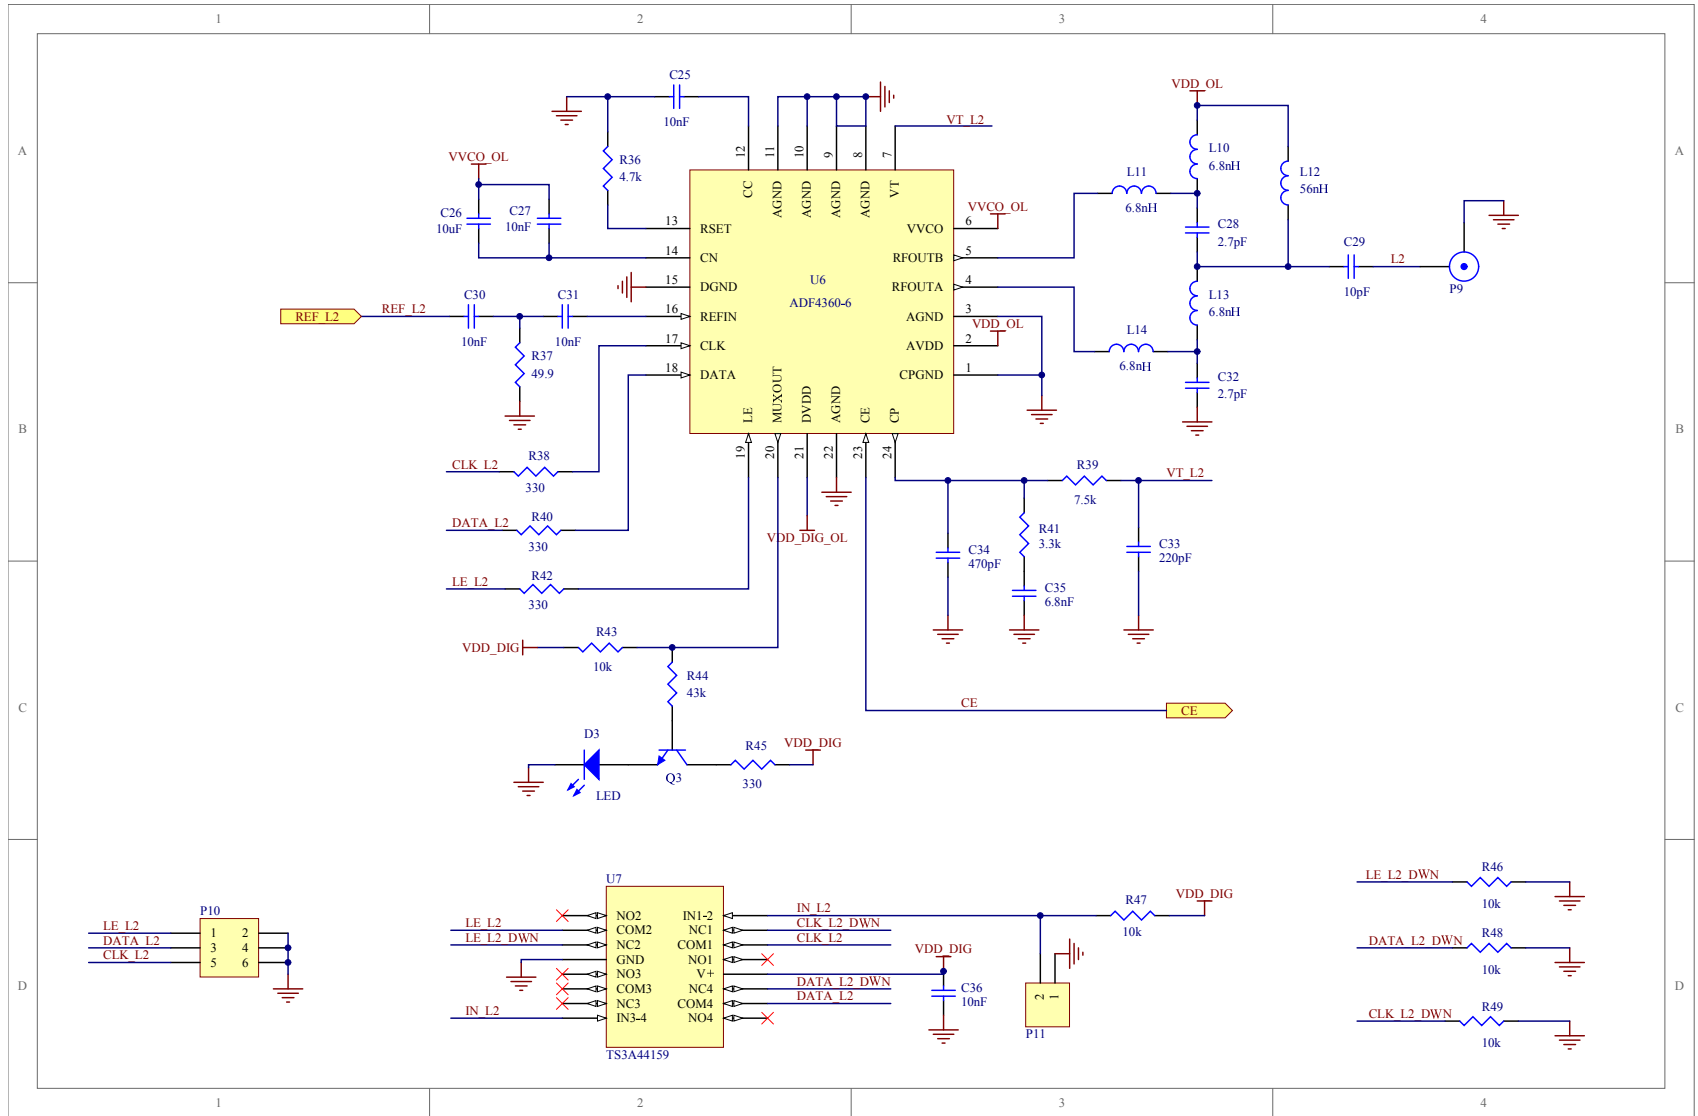 1 2 3 4
A
A
B
B
C
C
D
D
C25
10nF
VVCO_OL
C26
10uF
C27
10nF
R36
4.7k
12 11 10 9 8 7
CC AGND AGND AGND AGND VT
VT_L2
13 RSET
14 CN
15 DGND
16 REFIN
17 CLK
18 DATA
U6
ADF4360-6
VVCO 6
VVCO_OL
RFOUTB 5
RFOUTA 4
AGND 3
VDD_OL
AVDD 2
CPGND 1
LE MUXOUT DVDD AGND CE CP
19 20 21 22 23 24
VDD_OL
L10
6.8nH
L12
56nH
L11
6.8nH
C28
2.7pF
C29
10pF
L2
P9
L13
6.8nH
L14
6.8nH
C32
2.7pF
REF_L2
REF_L2
C30
10nF
C31
10nF
R37
49.9
CLK_L2
R38
330
DATA_L2
R40
330
LE_L2
R42
330
VDD_DIG_OL
R39
7.5k
VT_L2
C34
470pF
R41
3.3k
C35
6.8nF
C33
220pF
VDD_DIG
R43
10k
R44
43k
CE
CE
D3
LED
Q3
R45
330
VDD_DIG
P10
LE_L2
DATA_L2
CLK_L2
1 2
3 4
5 6
U7
NO2 IN1-2
COM2 NC1
NC2 COM1
GND NO1
NO3 V+
COM3 NC4
NC3 COM4
IN3-4 NO4
TS3A44159
LE_L2
LE_L2_DWN
IN_L2
IN_L2
CLK_L2_DWN
CLK_L2
VDD_DIG
DATA_L2_DWN
DATA_L2
C36
10nF
R47
10k
VDD_DIG
2 1
P11
LE_L2_DWN
R46
10k
DATA_L2_DWN
R48
10k
CLK_L2_DWN
R49
10k
1 2 3 4